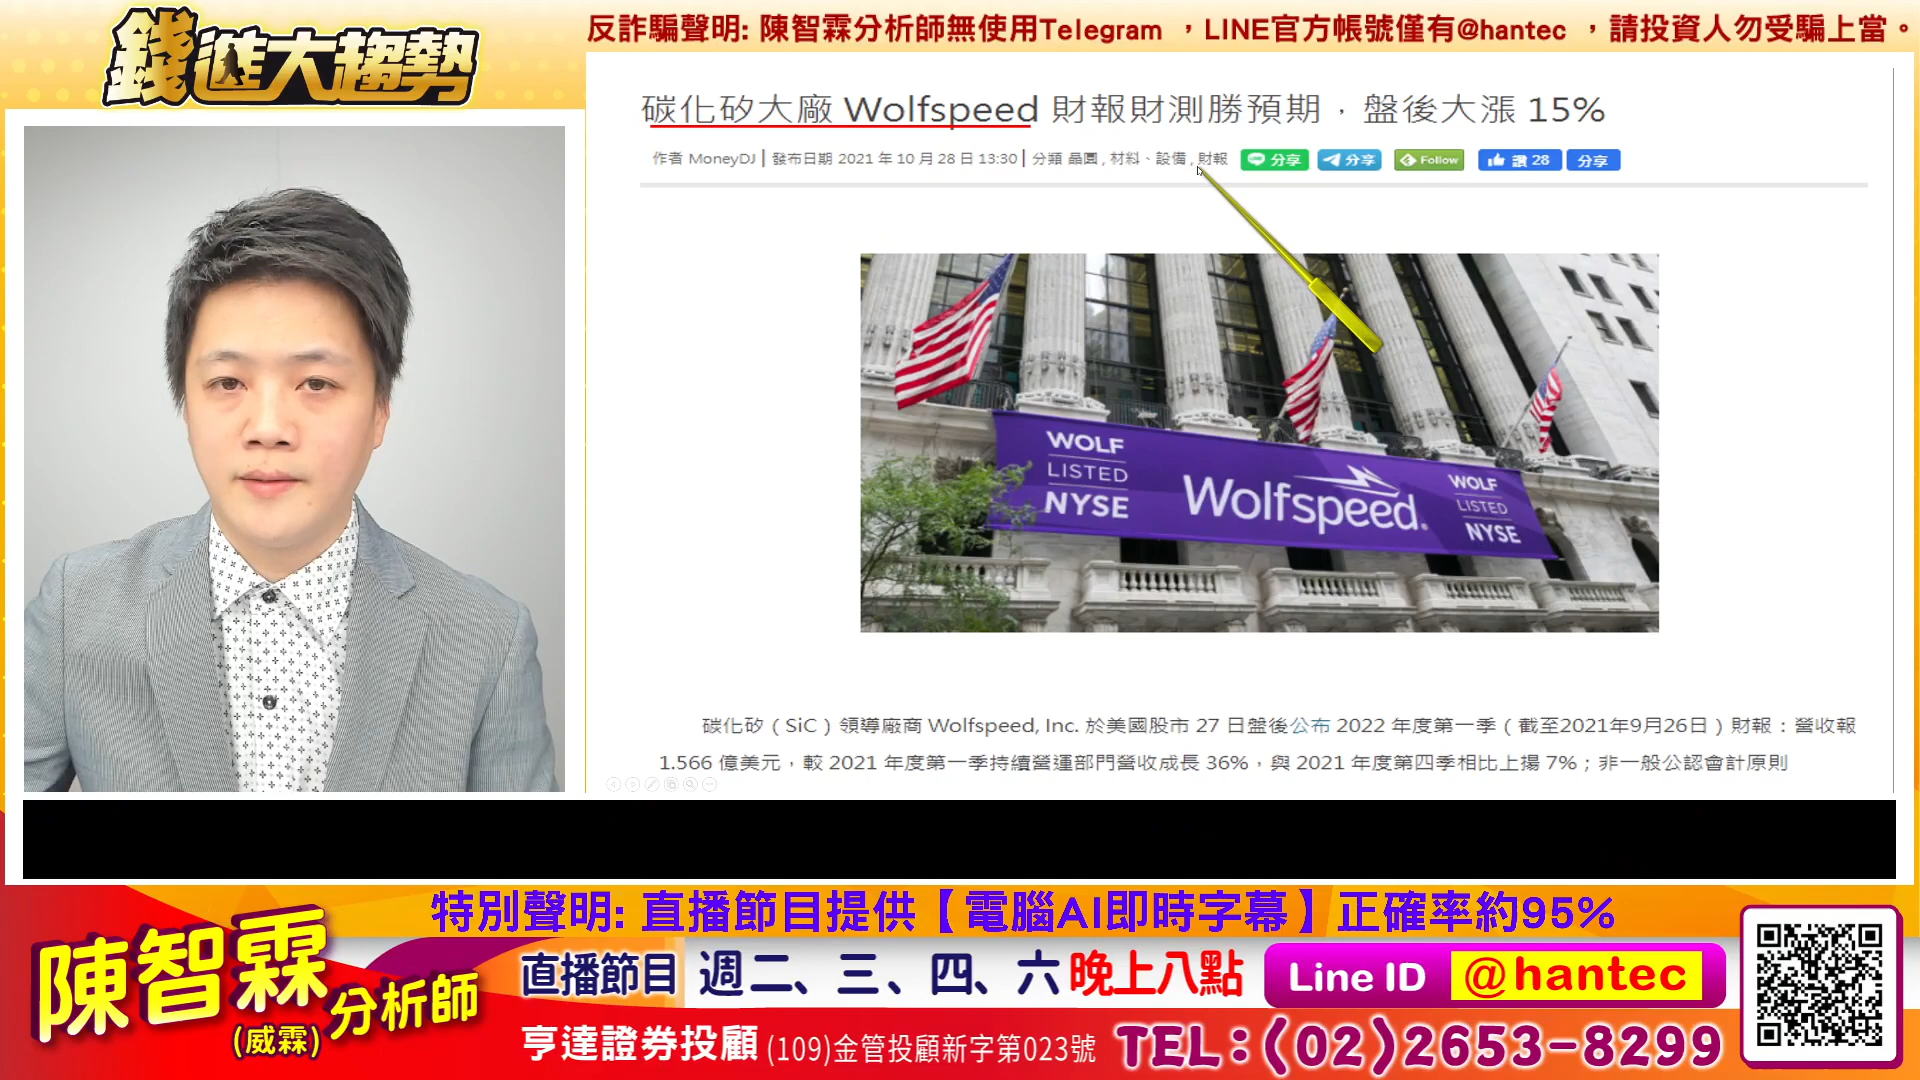 錢進大趨勢
反詐騙聲明: 陳智霖分析師無使用Telegram ，LINE官方帳號僅有@hantec ，請投資人勿受騙上當。
碳化矽大廠 Wolfspeed 財報財測勝預期，盤後大漲 15%
作者 MoneyDJ | 發布日期 2021 年 10 月 28 日 13:30 | 分類 晶圓 , 材料、設備 , 財報 分享 分享 Follow 讚 28 分享
WOLF LISTED NYSE
Wolfspeed.
WOLF LISTED NYSE
碳化矽（SiC）領導廠商 Wolfspeed, Inc. 於美國股市 27 日盤後公布 2022 年度第一季（截至2021年9月26日）財報：營收報
1.566 億美元，較 2021 年度第一季持續營運部門營收成長 36%，與 2021 年度第四季相比上揚 7%；非一般公認會計原則
特別聲明: 直播節目提供【電腦AI即時字幕】正確率約95%
陳智霖分析師
(威霖)
直播節目 週二、三、四、六晚上八點
Line ID @hantec
亨達證券投顧 (109)金管投顧新字第023號 TEL:(02)2653-8299